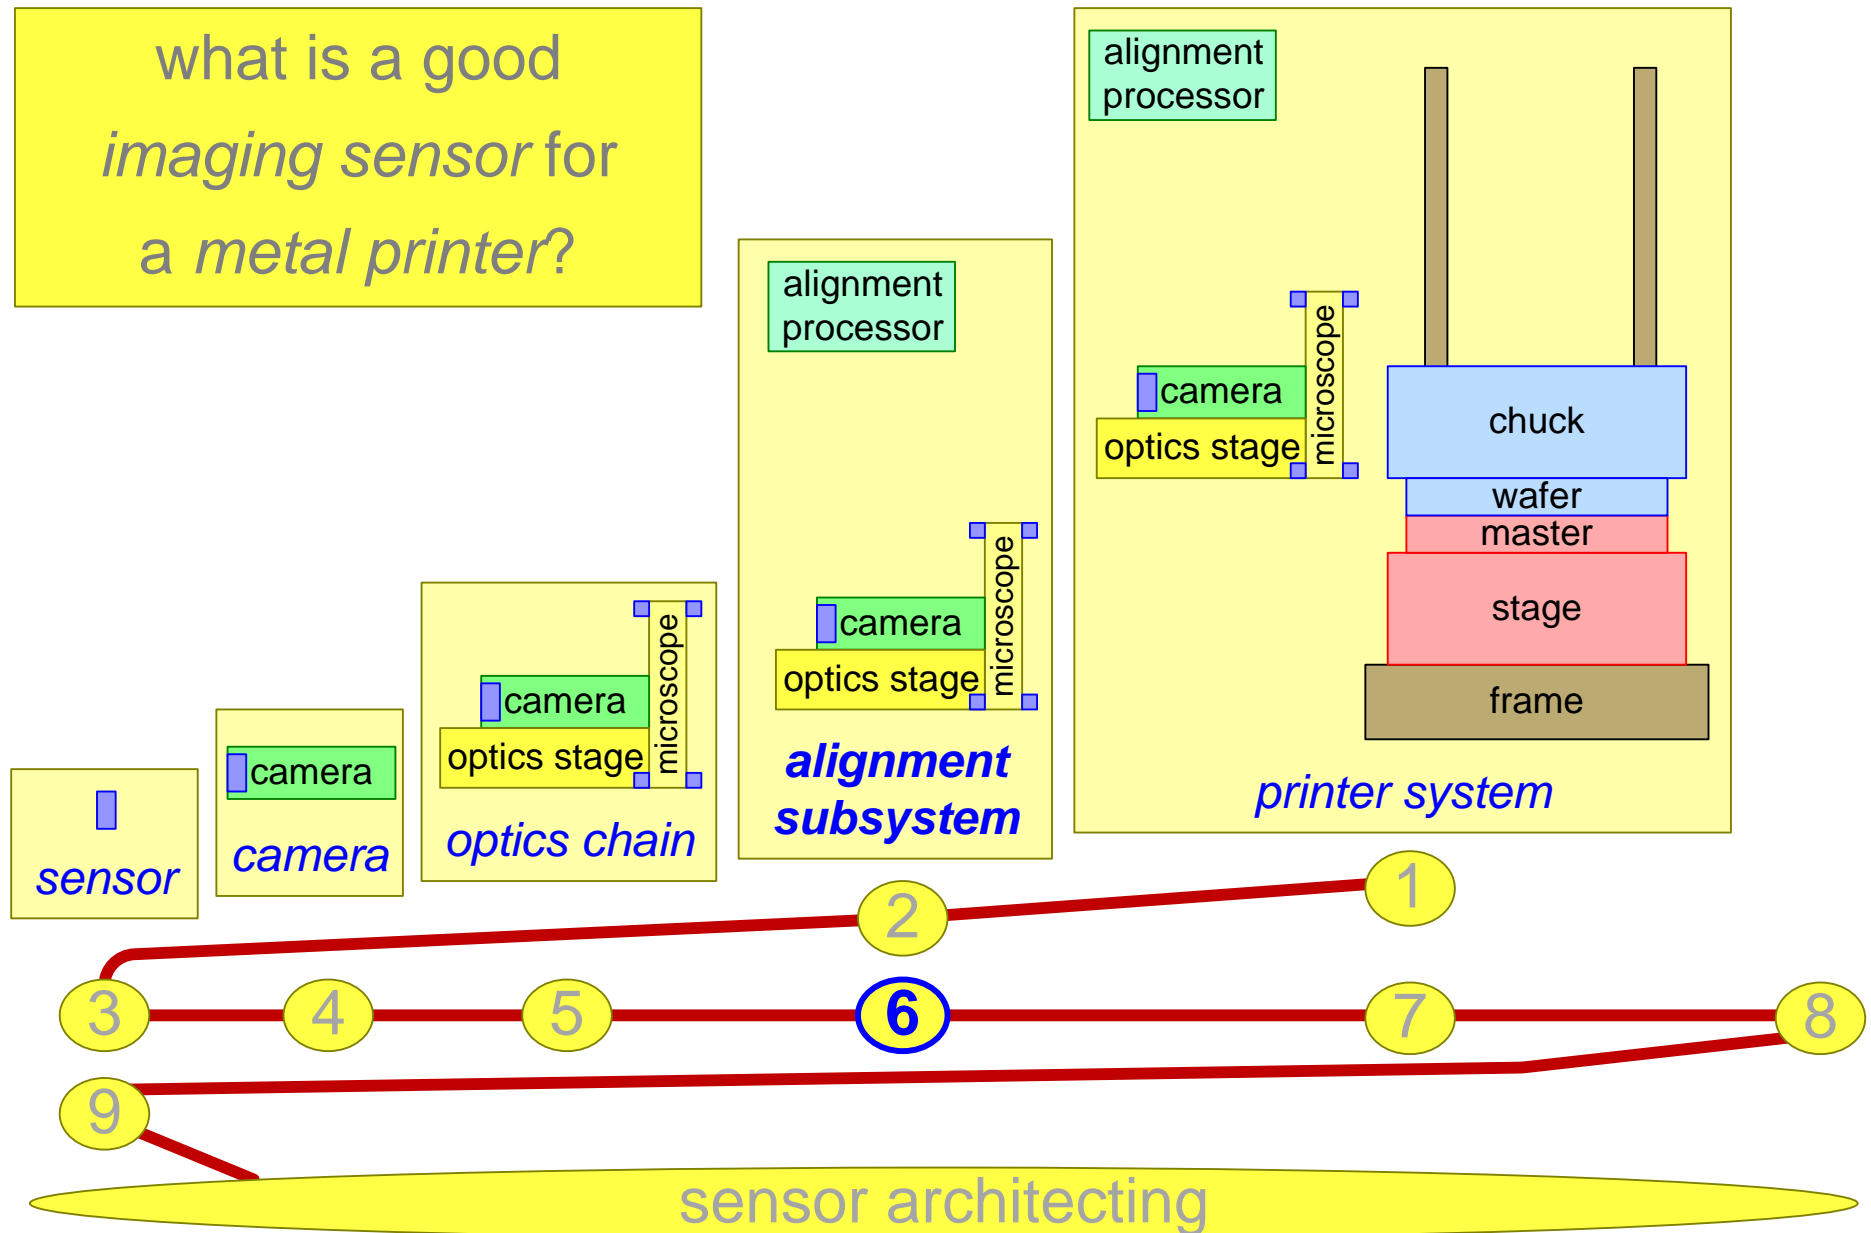 what is a good
imaging sensor for
a metal printer?
sensor
camera
camera
camera
optics stage
microscope
optics chain
alignment
processor
camera
optics stage
microscope
alignment
subsystem
alignment
processor
camera
optics stage
microscope
chuck
wafer
master
stage
frame
printer system
1
2
3
4
5
6
7
8
9
sensor architecting